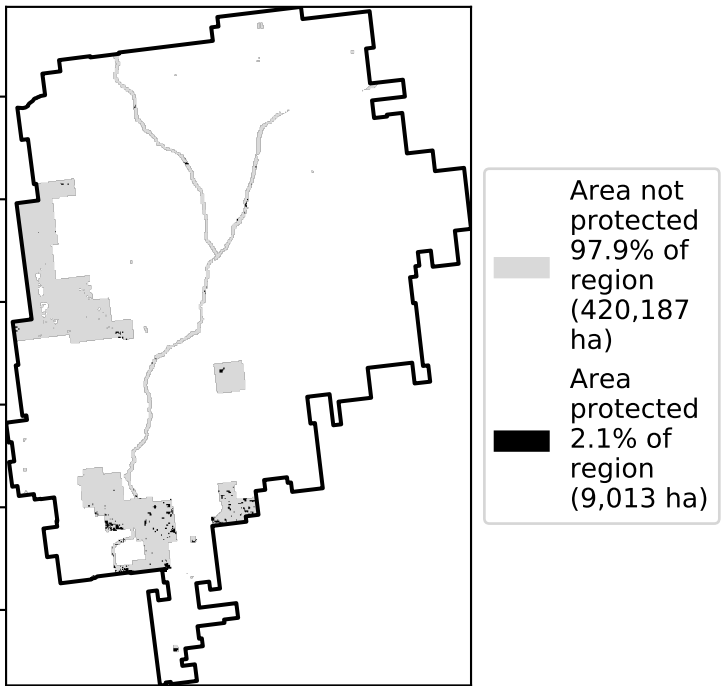 Area not
protected
97.9% of
region
(420,187
ha)
Area
protected
2.1% of
region
(9,013 ha)